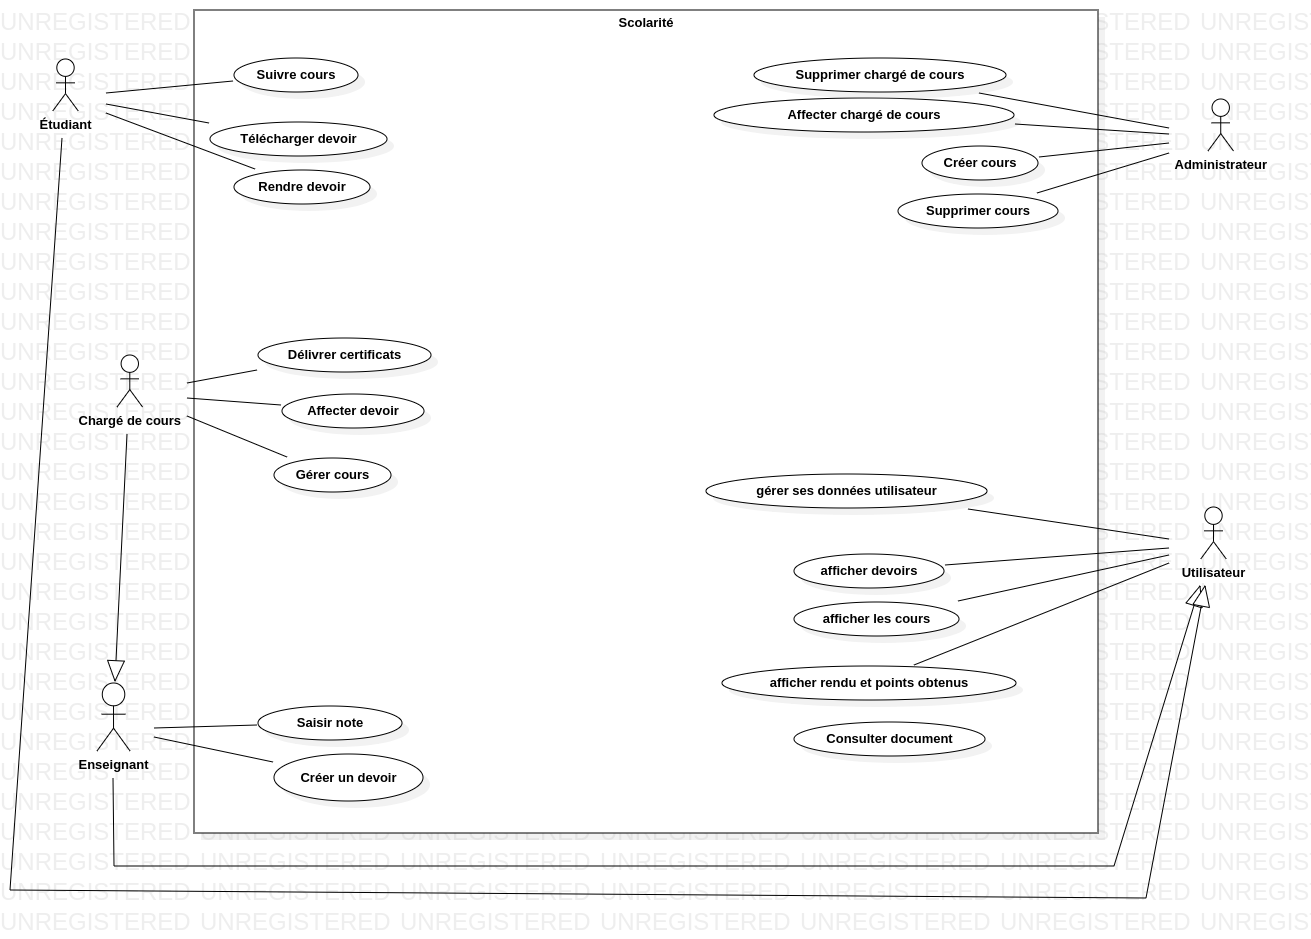 Scolarité
Suivre cours
Télécharger devoir
Rendre devoir
Étudiant
Supprimer chargé de cours
Affecter chargé de cours
Créer cours
Supprimer cours
Administrateur
Délivrer certificats
Affecter devoir
Gérer cours
Chargé de cours
gérer ses données utilisateur
afficher devoirs
afficher les cours
afficher rendu et points obtenus
Consulter document
Utilisateur
Saisir note
Créer un devoir
Enseignant
UNREGISTERED UNREGISTERED UNREGISTERED UNREGISTERED UNREGISTERED UNREGISTERED